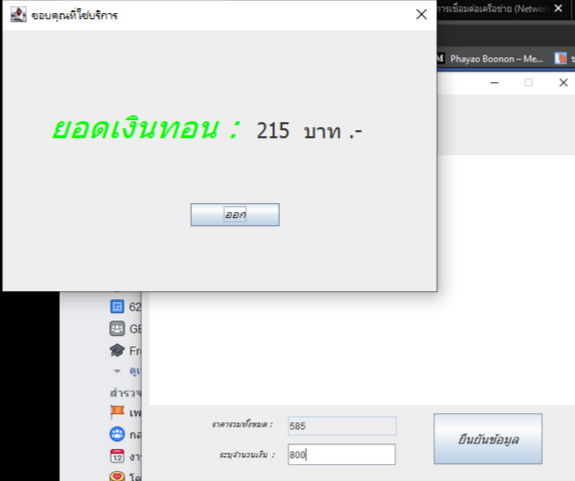 ขอบคุณที่ใช้บริการ
ารเชื่อมต่อเครือข่าย (Networ
Phayao Boonon – Me...
ยอดเงินทอน : 215 บาท .-
ออก
62
GE
Fr
ดูเ
สำรวจ
เพ
กล
12 งา
โค
ราคารวมทั้งหมด : 585
ระบุจำนวนเงิน : 800
ยืนยันข้อมูล